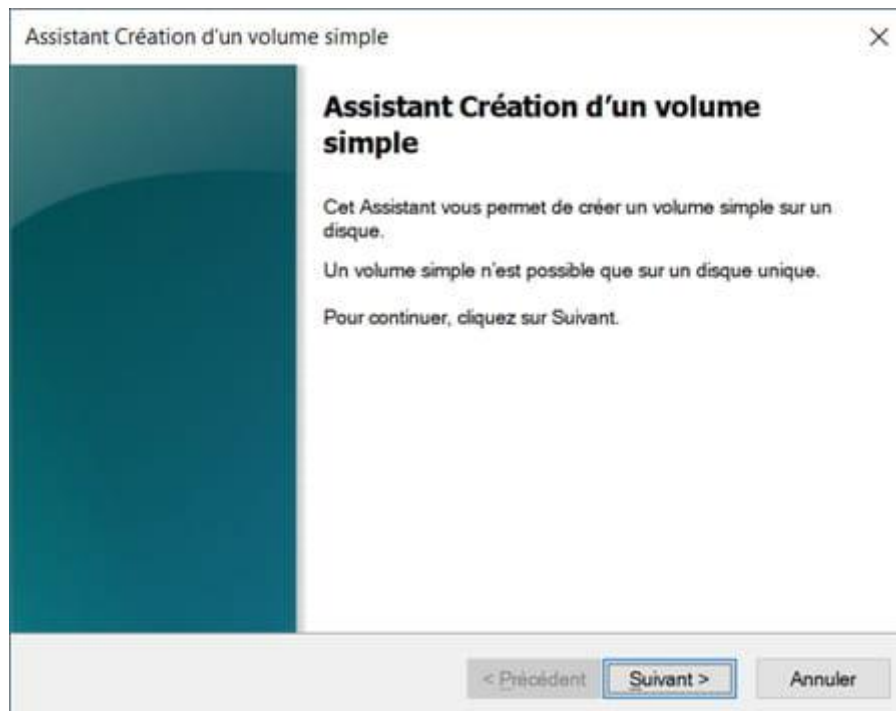 Assistant Création d'un volume simple
Assistant Création d'un volume
simple
Cet Assistant vous permet de créer un volume simple sur un
disque.
Un volume simple n'est possible que sur un disque unique.
Pour continuer, cliquez sur Suivant.
< Précédent Suivant > Annuler